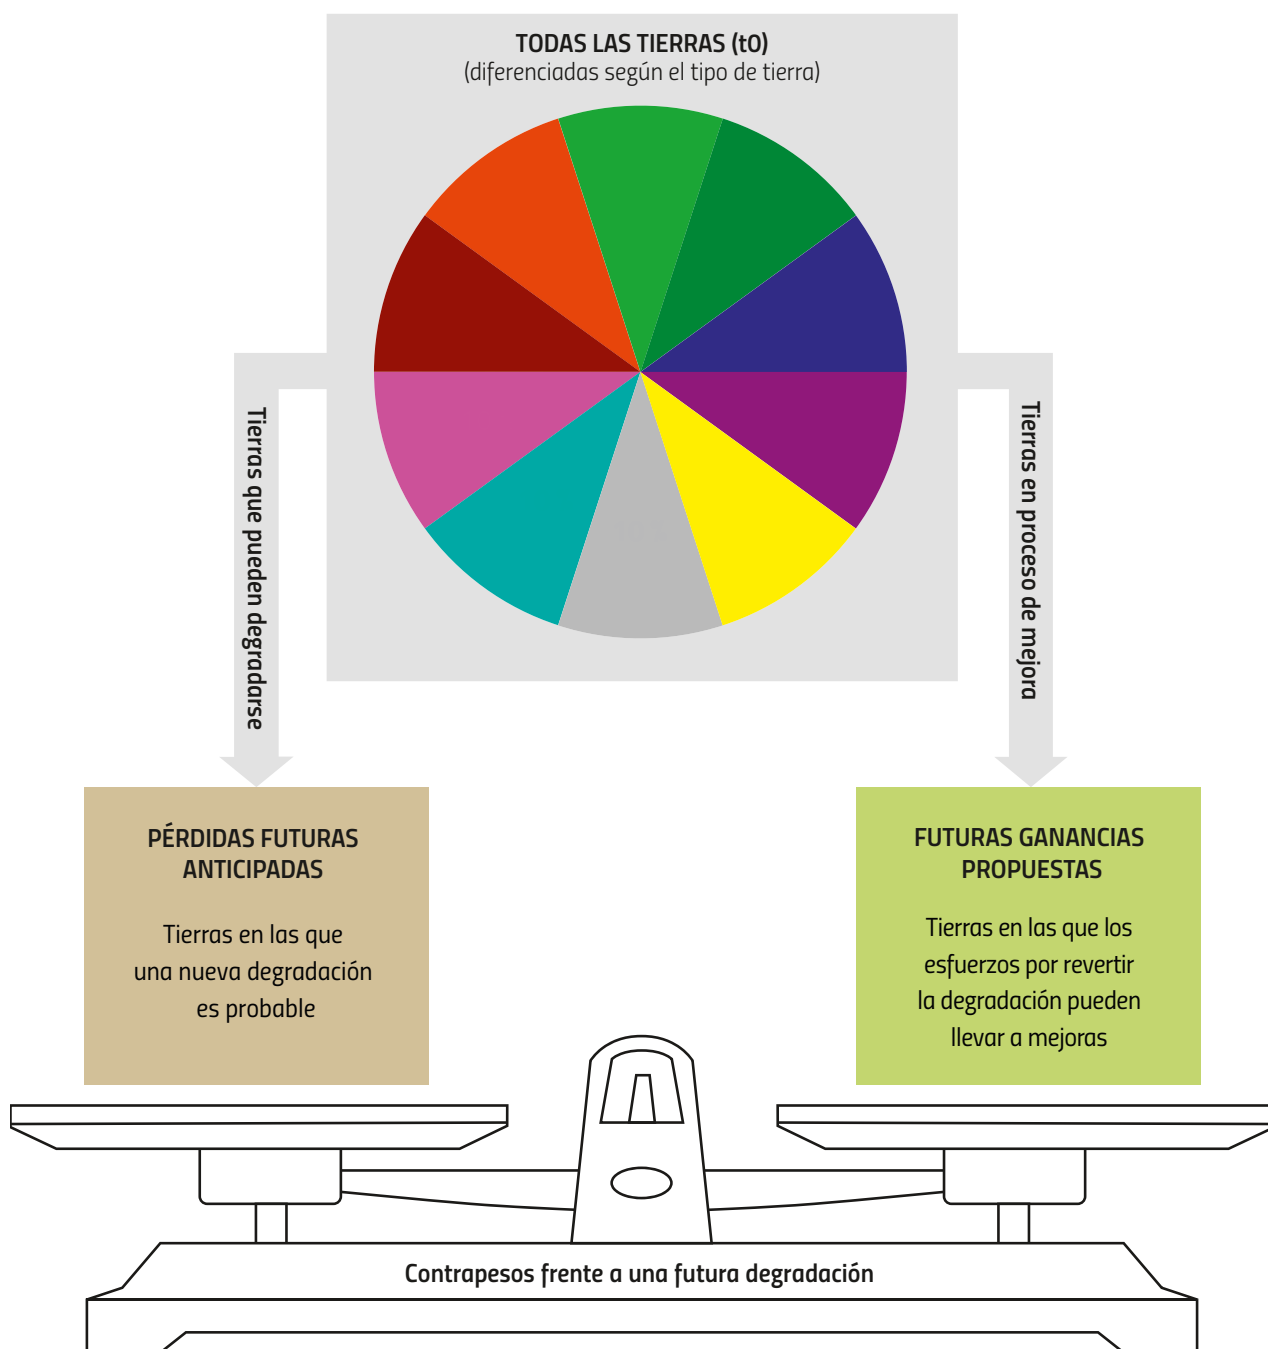 TODAS LAS TIERRAS (t0)
(diferenciadas según el tipo de tierra)
Tierras que pueden degradarse
Tierras en proceso de mejora
PÉRDIDAS FUTURAS
ANTICIPADAS
Tierras en las que
una nueva degradación
es probable
FUTURAS GANANCIAS
PROPUESTAS
Tierras en las que los
esfuerzos por revertir
la degradación pueden
llevar a mejoras
Contrapesos frente a una futura degradación